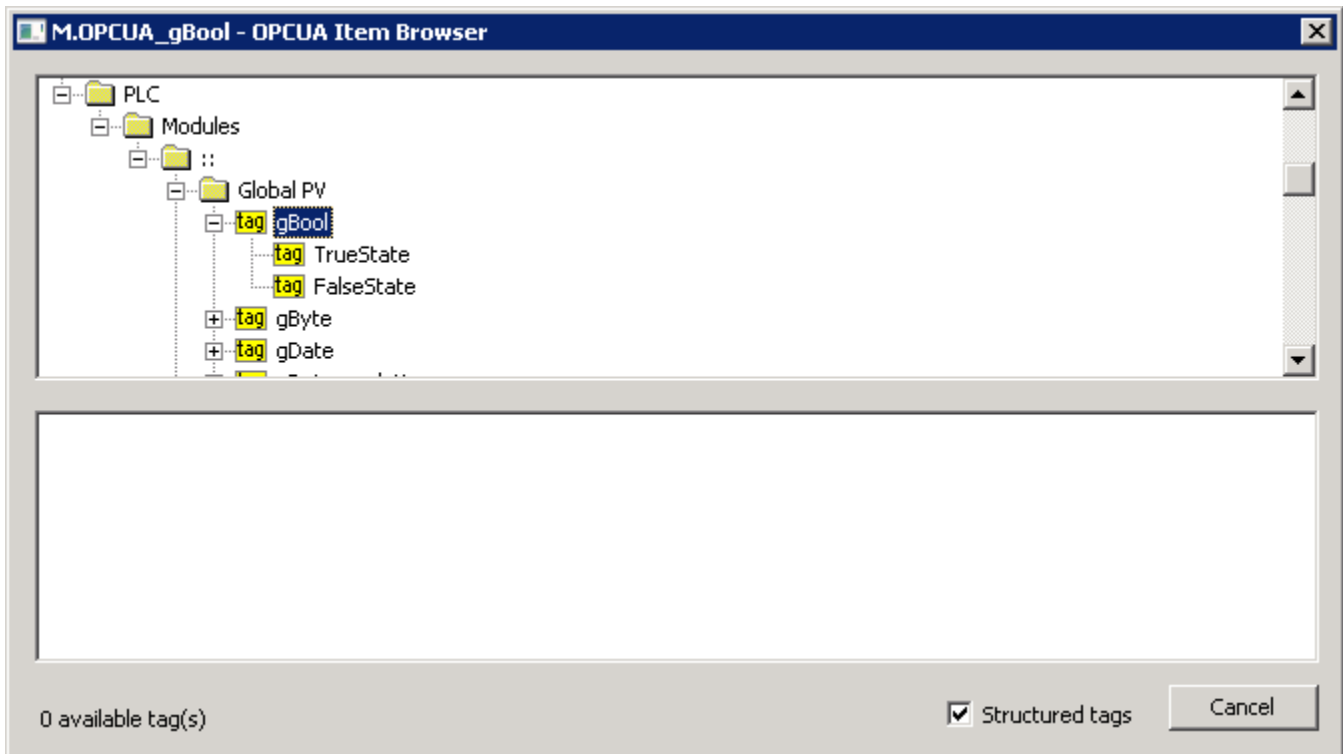 M.OPCUA_gBool - OPCUA Item Browser
PLC
Modules
::
Global PV
tag gBool
tag TrueState
tag FalseState
tag gByte
tag gDate
0 available tag(s)
Structured tags
Cancel